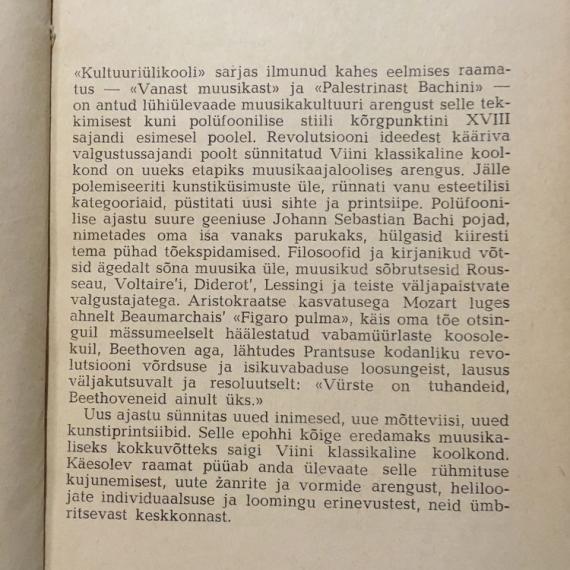 «Kultuuriülikooli» sarjas ilmunud kahes eelmises raama-
tus — «Vanast muusikast» ja «Palestrinast Bachini» —
on antud lühiülevaade muusikakultuuri arengust selle tek-
kimisest kuni polüfoonilise stiili kõrgpunktini XVIII
sajandi esimesel poolel. Revolutsiooni ideedest kääriva
valgustussajandi poolt sünnitatud Viini klassikaline kool-
kond on uueks etapiks muusikaajaloolises arengus. Jälle
polemiseeriti kunstiküsimuste üle, rünnati vanu esteetilisi
kategooriaid, püstitati uusi sihte ja printsiipe. Polüfooni-
lise ajastu suure geeniuse Johann Sebastian Bachi pojad,
nimetades oma isa vanaks parukaks, hülgasid kiiresti
tema pühad tõekspidamised. Filosoofid ja kirjanikud võt-
sid ägedalt sõna muusika üle, muusikud sõbrutsesid Rous-
seau, Voltaire'i, Diderot', Lessingi ja teiste väljapaistvate
valgustajatega. Aristokraatse kasvatusega Mozart luges
ahnelt Beaumarchais' «Figaro pulma», käis oma tõe otsin-
guil mässumeelselt häälestatud vabamüürlaste koosole-
kuil, Beethoven aga, lähtudes Prantsuse kodanliku revo-
lutsiooni võrdsuse ja isikuvabaduse loosungeist, lausus
väljakutsuvalt ja resoluutselt: «Vürste on tuhandeid,
Beethoveneid ainult üks.»
Uus ajastu sünnitas uued inimesed, uue mõtteviisi, uued
kunstiprintsiibid. Selle epohhi kõige eredamaks muusika-
liseks kokkuvõtteks saigi Viini klassikaline koolkond.
Käesolev raamat püüab anda ülevaate selle rühmituse
kujunemisest, uute žanrite ja vormide arengust, heliloo-
jate individuaalsuse ja loomingu erinevustest, neid ümb-
ritsevast keskkonnast.